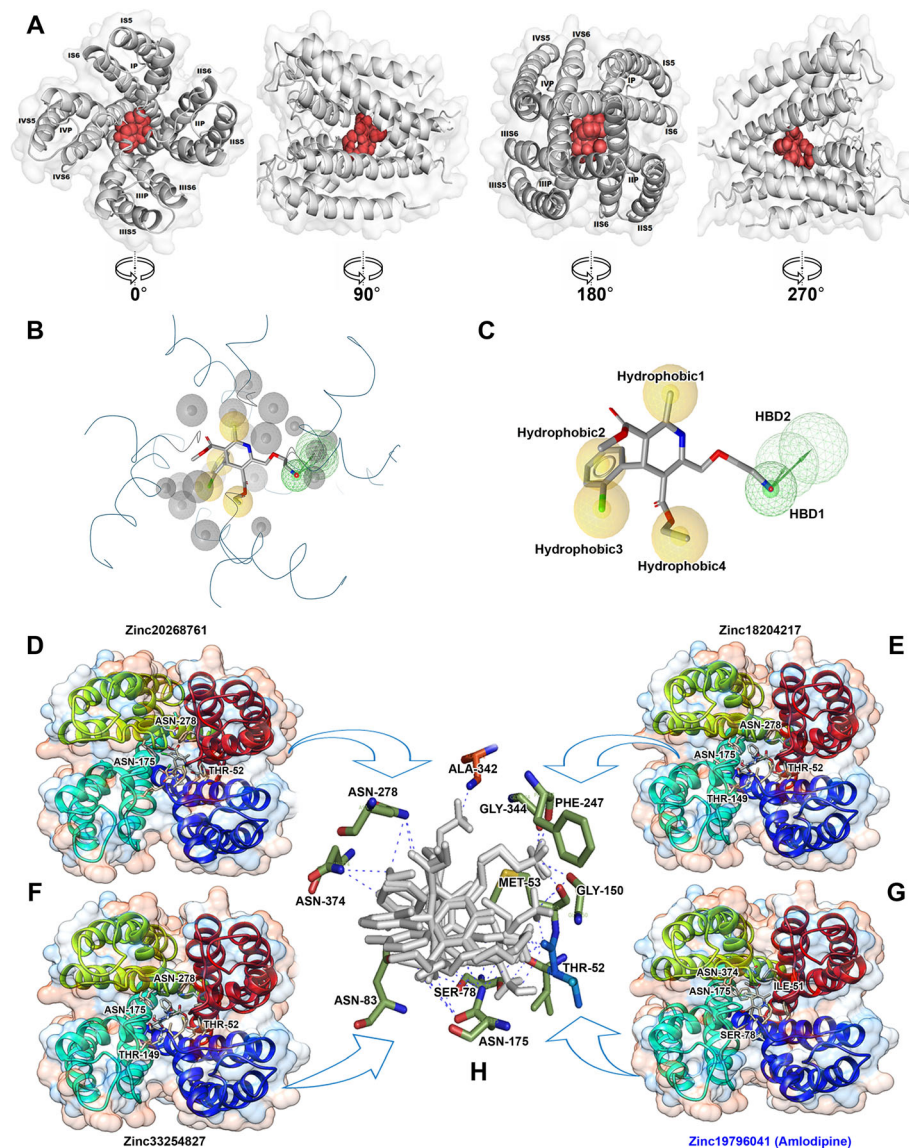 A
IS5
IS6
IP
IIS6
IVS5
IVP
IIP
IIS5
IVS6
IIIS6
IIIP
IIIS5
0°
90°
IVS5
IVS6
IVP
IP
IS5
IIIS6
IS6
IIIS5
IIIP
IIP
IIS6
IIS5
180°
270°
B
C
Hydrophobic1
Hydrophobic2
HBD2
HBD1
Hydrophobic3
Hydrophobic4
D
Zinc20268761
ASN-278
ASN-175
THR-52
Zinc18204217
E
ASN-278
ASN-175
THR-52
THR-149
F
ASN-278
ASN-175
THR-52
THR-149
Zinc33254827
G
ASN-374
ASN-175
ILE-51
SER-78
Zinc19796041 (Amlodipine)
ALA-342
ASN-278
GLY-344
PHE-247
ASN-374
MET-53
GLY-150
THR-52
ASN-83
SER-78
ASN-175
H